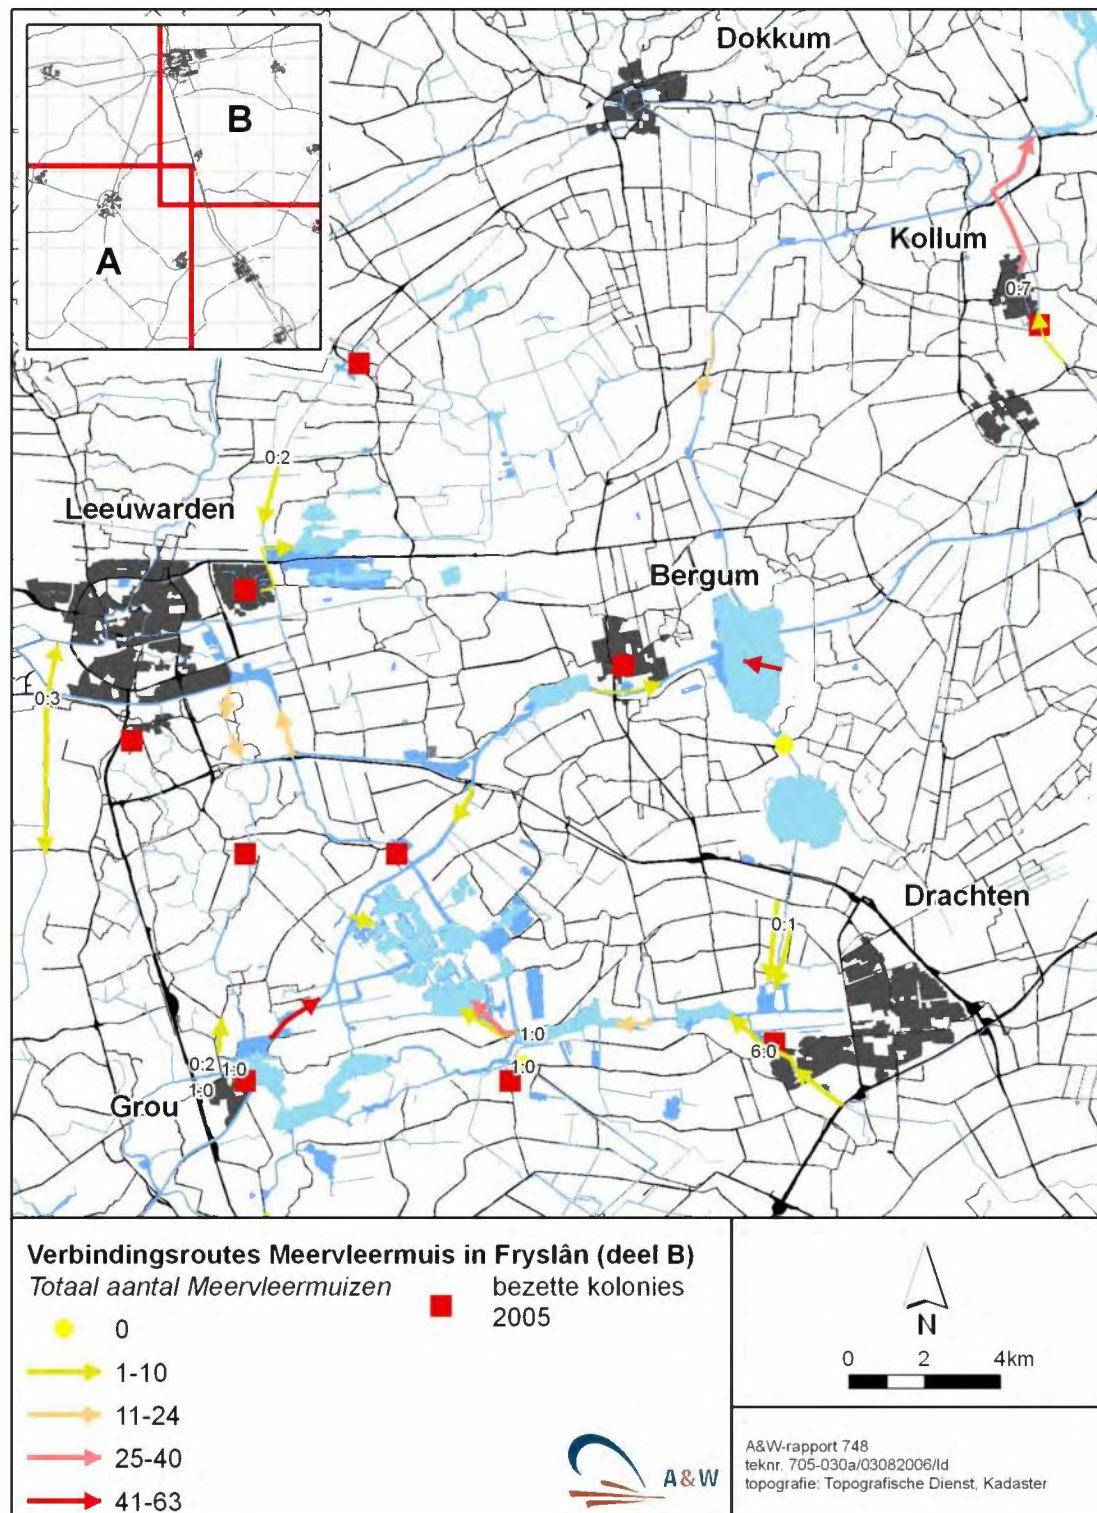 B
A
Dokkum
Kollum
0:7
0:2
Leeuwarden
Bergum
0:3
Drachten
0:1
1:0
6:0
1:0
0:2
1:0
1:0
Grou
Verbindingsroutes Meervleermuis in Fryslân (deel B)
Totaal aantal Meervleermuizen
bezette kolonies
2005
0
1-10
11-24
25-40
41-63
A&W
N
0 2 4km
A&W-rapport 748
teknr. 705-030a/03082006/ld
topografie: Topografische Dienst, Kadaster